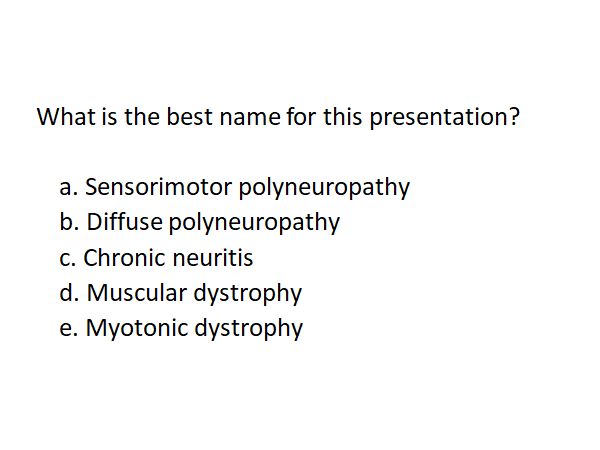 What is the best name for this presentation?
a. Sensorimotor polyneuropathy
b. Diffuse polyneuropathy
c. Chronic neuritis
d. Muscular dystrophy
e. Myotonic dystrophy